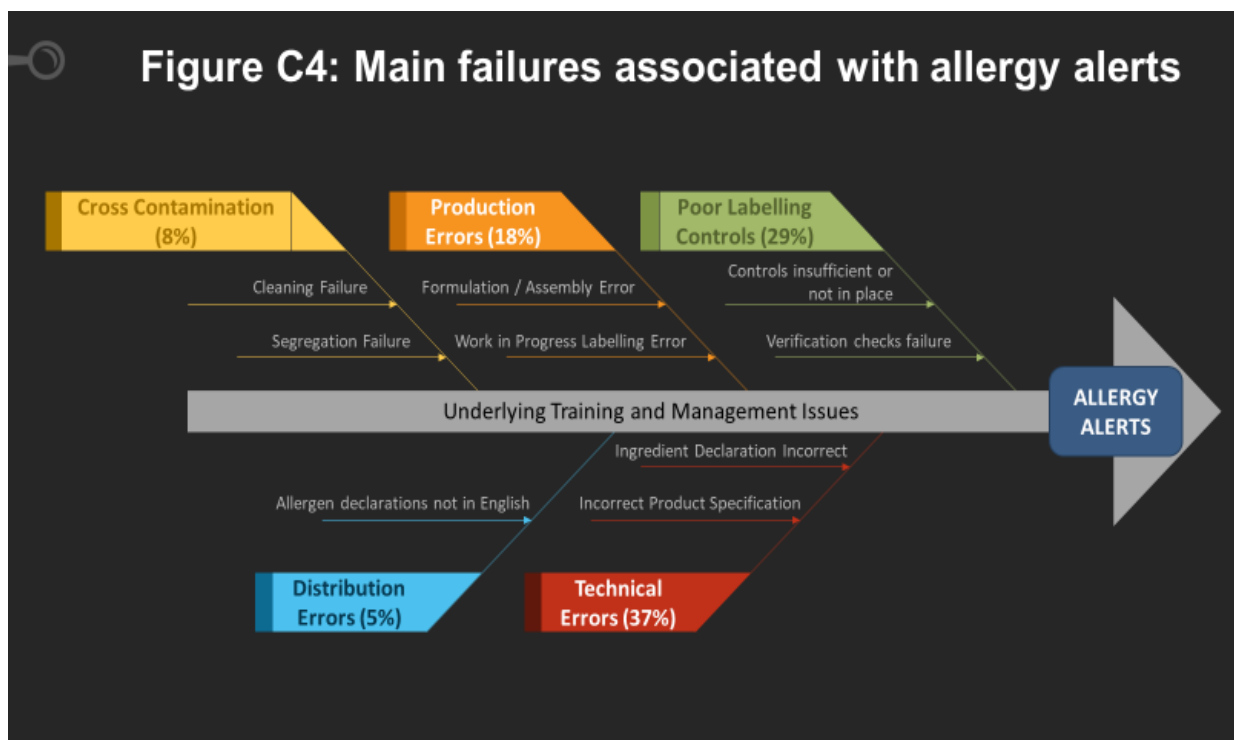 Figure C4: Main failures associated with allergy alerts
Cross Contamination
(8%)
Production
Errors (18%)
Poor Labelling
Controls (29%)
Cleaning Failure
Segregation Failure
Formulation / Assembly Error
Work in Progress Labelling Error
Controls insufficient or
not in place
Verification checks failure
Underlying Training and Management Issues
ALLERGY
ALERTS
Ingredient Declaration Incorrect
Allergen declarations not in English
Incorrect Product Specification
Distribution
Errors (5%)
Technical
Errors (37%)